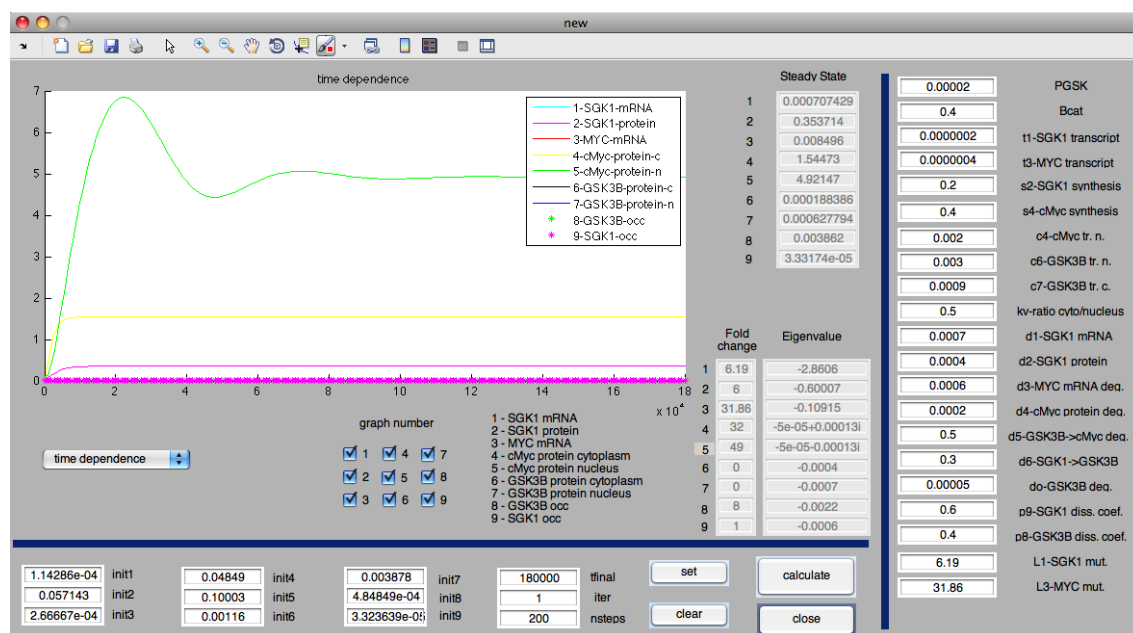 new
time dependence
7
6
5
4
3
2
1
0
0 2 4 6 8 10 12 14 16 18
x 10⁴
1-SGK1-mRNA
2-SGK1-protein
3-MYC-mRNA
4-cMyc-protein-c
5-cMyc-protein-n
6-GSK3B-protein-c
7-GSK3B-protein-n
8-GSK3B-occ
9-SGK1-occ
Steady State
1 0.000707429
2 0.353714
3 0.008496
4 1.54473
5 4.92147
6 0.000188386
7 0.000627794
8 0.003862
9 3.33174e-05
Fold change Eigenvalue
1 6.19 -2.8606
2 6 -0.60007
3 31.86 -0.10915
4 32 -5e-05+0.00013i
5 49 -5e-05-0.00013i
6 0 -0.0004
7 0 -0.0007
8 8 -0.0022
9 1 -0.0006
time dependence
graph number
1 4 7
2 5 8
3 6 9
1 - SGK1 mRNA
2 - SGK1 protein
3 - MYC mRNA
4 - cMyc protein cytoplasm
5 - cMyc protein nucleus
6 - GSK3B protein cytoplasm
7 - GSK3B protein nucleus
8 - GSK3B occ
9 - SGK1 occ
0.00002 PGSK
0.4 Bcat
0.0000002 t1-SGK1 transcript
0.0000004 t3-MYC transcript
0.2 s2-SGK1 synthesis
0.4 s4-cMyc synthesis
0.002 c4-cMyc tr. n.
0.003 c6-GSK3B tr. n.
0.0009 c7-GSK3B tr. c.
0.5 kv-ratio cyto/nucleus
0.0007 d1-SGK1 mRNA
0.0004 d2-SGK1 protein
0.0006 d3-MYC mRNA deg.
0.0002 d4-cMyc protein deg.
0.5 d5-GSK3B->cMyc deg.
0.3 d6-SGK1->GSK3B
0.00005 do-GSK3B deg.
0.6 p9-SGK1 diss. coef.
0.4 p8-GSK3B diss. coef.
6.19 L1-SGK1 mut.
31.86 L3-MYC mut.
1.14286e-04 init1 0.04849 init4 0.003878 init7 180000 tfinal set calculate
0.057143 init2 0.10003 init5 4.84849e-04 init8 1 iter
2.66667e-04 init3 0.00116 init6 3.323639e-05 init9 200 nsteps clear close